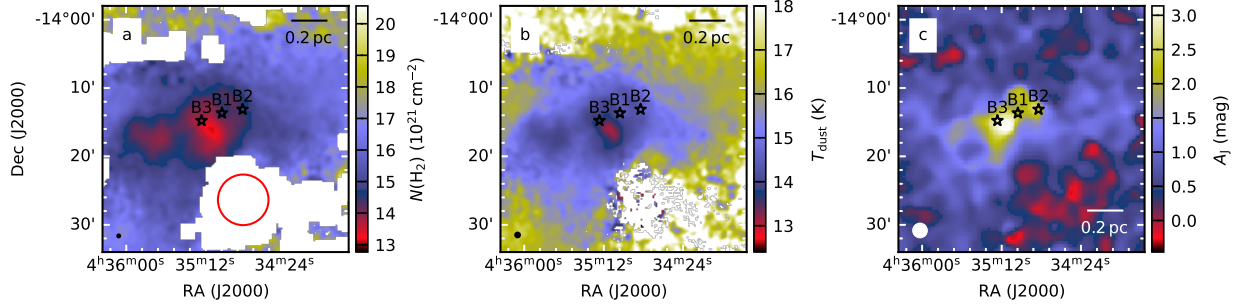 a
0.2 pc
B3 B1 B2
-14°00'
10'
20'
30'
Dec (J2000)
4ʰ36ᵐ00ˢ 35ᵐ12ˢ 34ᵐ24ˢ
RA (J2000)
20
19
18
17
16
15
14
13
N(H₂) (10²¹ cm⁻²)
b
0.2 pc
B3 B1 B2
-14°00'
10'
20'
30'
4ʰ36ᵐ00ˢ 35ᵐ12ˢ 34ᵐ24ˢ
RA (J2000)
18
17
16
15
14
13
T_dust (K)
c
B3 B1 B2
0.2 pc
-14°00'
10'
20'
30'
4ʰ36ᵐ00ˢ 35ᵐ12ˢ 34ᵐ24ˢ
RA (J2000)
3.0
2.5
2.0
1.5
1.0
0.5
0.0
A_J (mag)